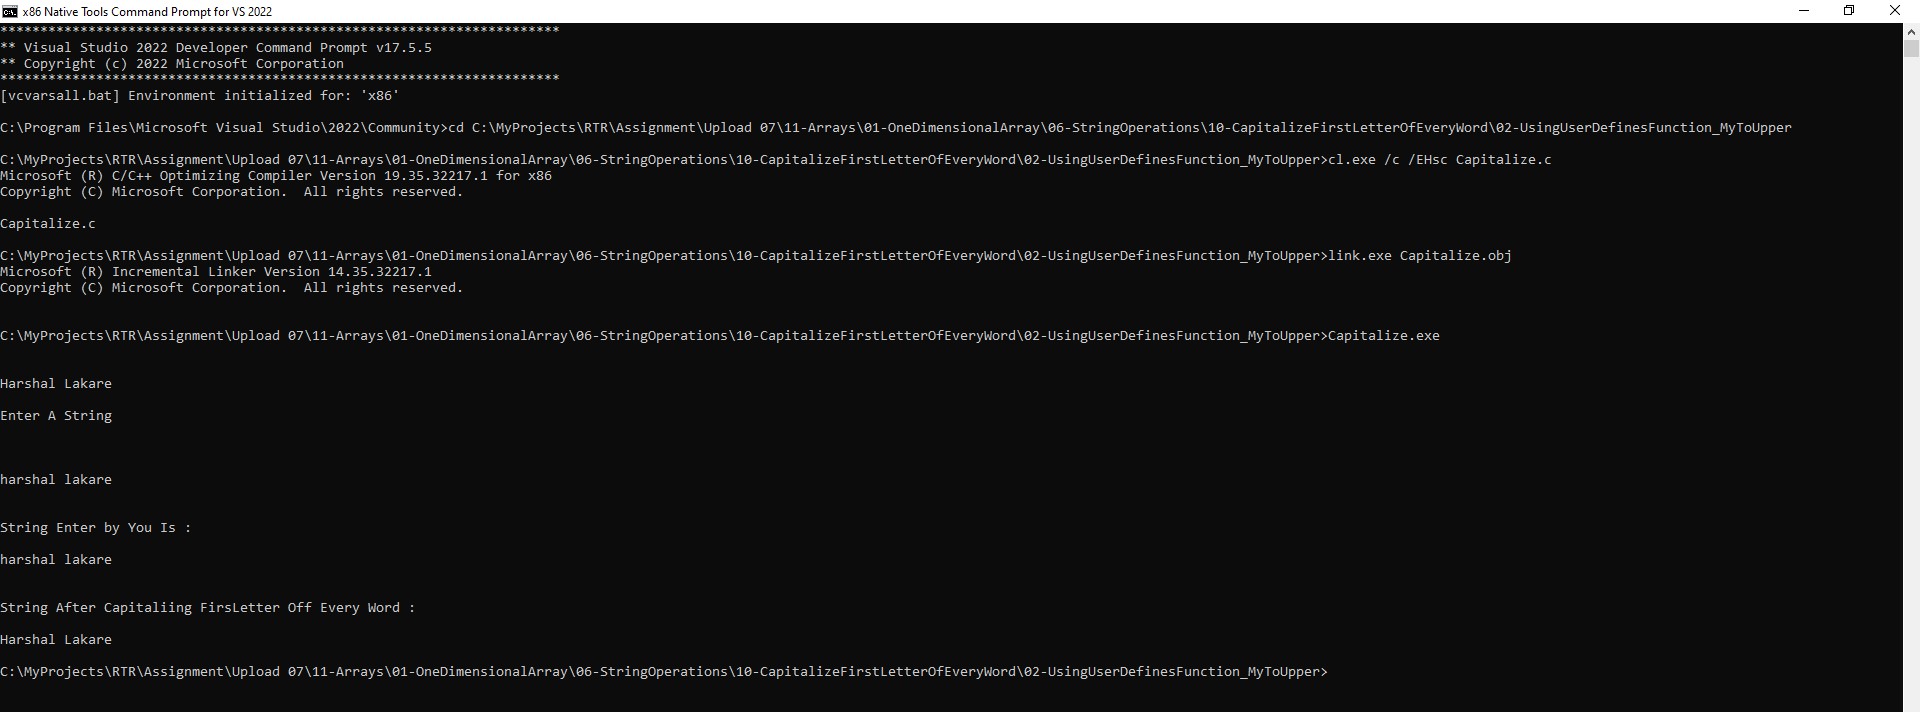 x86 Native Tools Command Prompt for VS 2022
**********************************************************************
** Visual Studio 2022 Developer Command Prompt v17.5.5
** Copyright (c) 2022 Microsoft Corporation
**********************************************************************
[vcvarsall.bat] Environment initialized for: 'x86'
C:\Program Files\Microsoft Visual Studio\2022\Community>cd C:\MyProjects\RTR\Assignment\Upload 07\11-Arrays\01-OneDimensionalArray\06-StringOperations\10-CapitalizeFirstLetterOfEveryWord\02-UsingUserDefinesFunction_MyToUpper
C:\MyProjects\RTR\Assignment\Upload 07\11-Arrays\01-OneDimensionalArray\06-StringOperations\10-CapitalizeFirstLetterOfEveryWord\02-UsingUserDefinesFunction_MyToUpper>cl.exe /c /EHsc Capitalize.c
Microsoft (R) C/C++ Optimizing Compiler Version 19.35.32217.1 for x86
Copyright (C) Microsoft Corporation.  All rights reserved.
Capitalize.c
C:\MyProjects\RTR\Assignment\Upload 07\11-Arrays\01-OneDimensionalArray\06-StringOperations\10-CapitalizeFirstLetterOfEveryWord\02-UsingUserDefinesFunction_MyToUpper>link.exe Capitalize.obj
Microsoft (R) Incremental Linker Version 14.35.32217.1
Copyright (C) Microsoft Corporation.  All rights reserved.
C:\MyProjects\RTR\Assignment\Upload 07\11-Arrays\01-OneDimensionalArray\06-StringOperations\10-CapitalizeFirstLetterOfEveryWord\02-UsingUserDefinesFunction_MyToUpper>Capitalize.exe
Harshal Lakare
Enter A String
harshal lakare
String Enter by You Is :
harshal lakare
String After Capitaliing FirsLetter Off Every Word :
Harshal Lakare
C:\MyProjects\RTR\Assignment\Upload 07\11-Arrays\01-OneDimensionalArray\06-StringOperations\10-CapitalizeFirstLetterOfEveryWord\02-UsingUserDefinesFunction_MyToUpper>